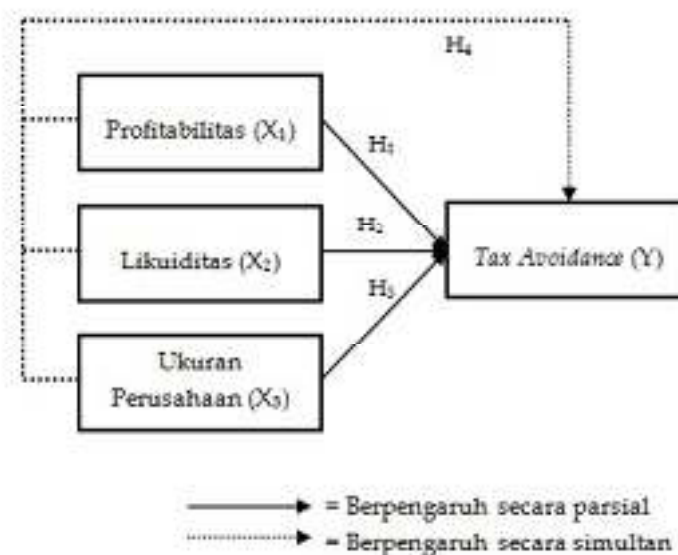 H₄
Profitabilitas (X₁)
H₁
Likuiditas (X₂)
H₂
Tax Avoidance (Y)
H₃
Ukuran
Perusahaan (X₃)
= Berpengaruh secara parsial
= Berpengaruh secara simultan